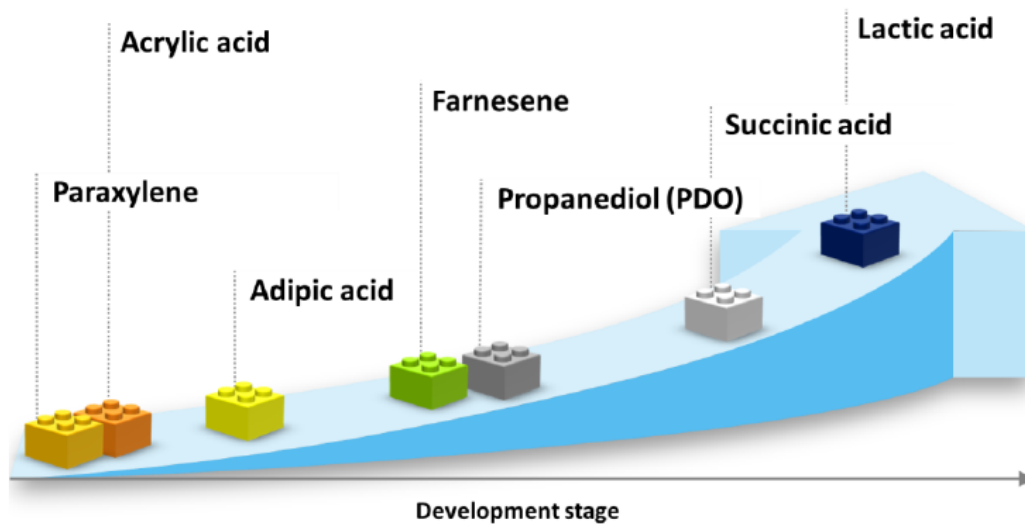 Acrylic acid
Lactic acid
Farnesene
Succinic acid
Paraxylene
Propanediol (PDO)
Adipic acid
Development stage